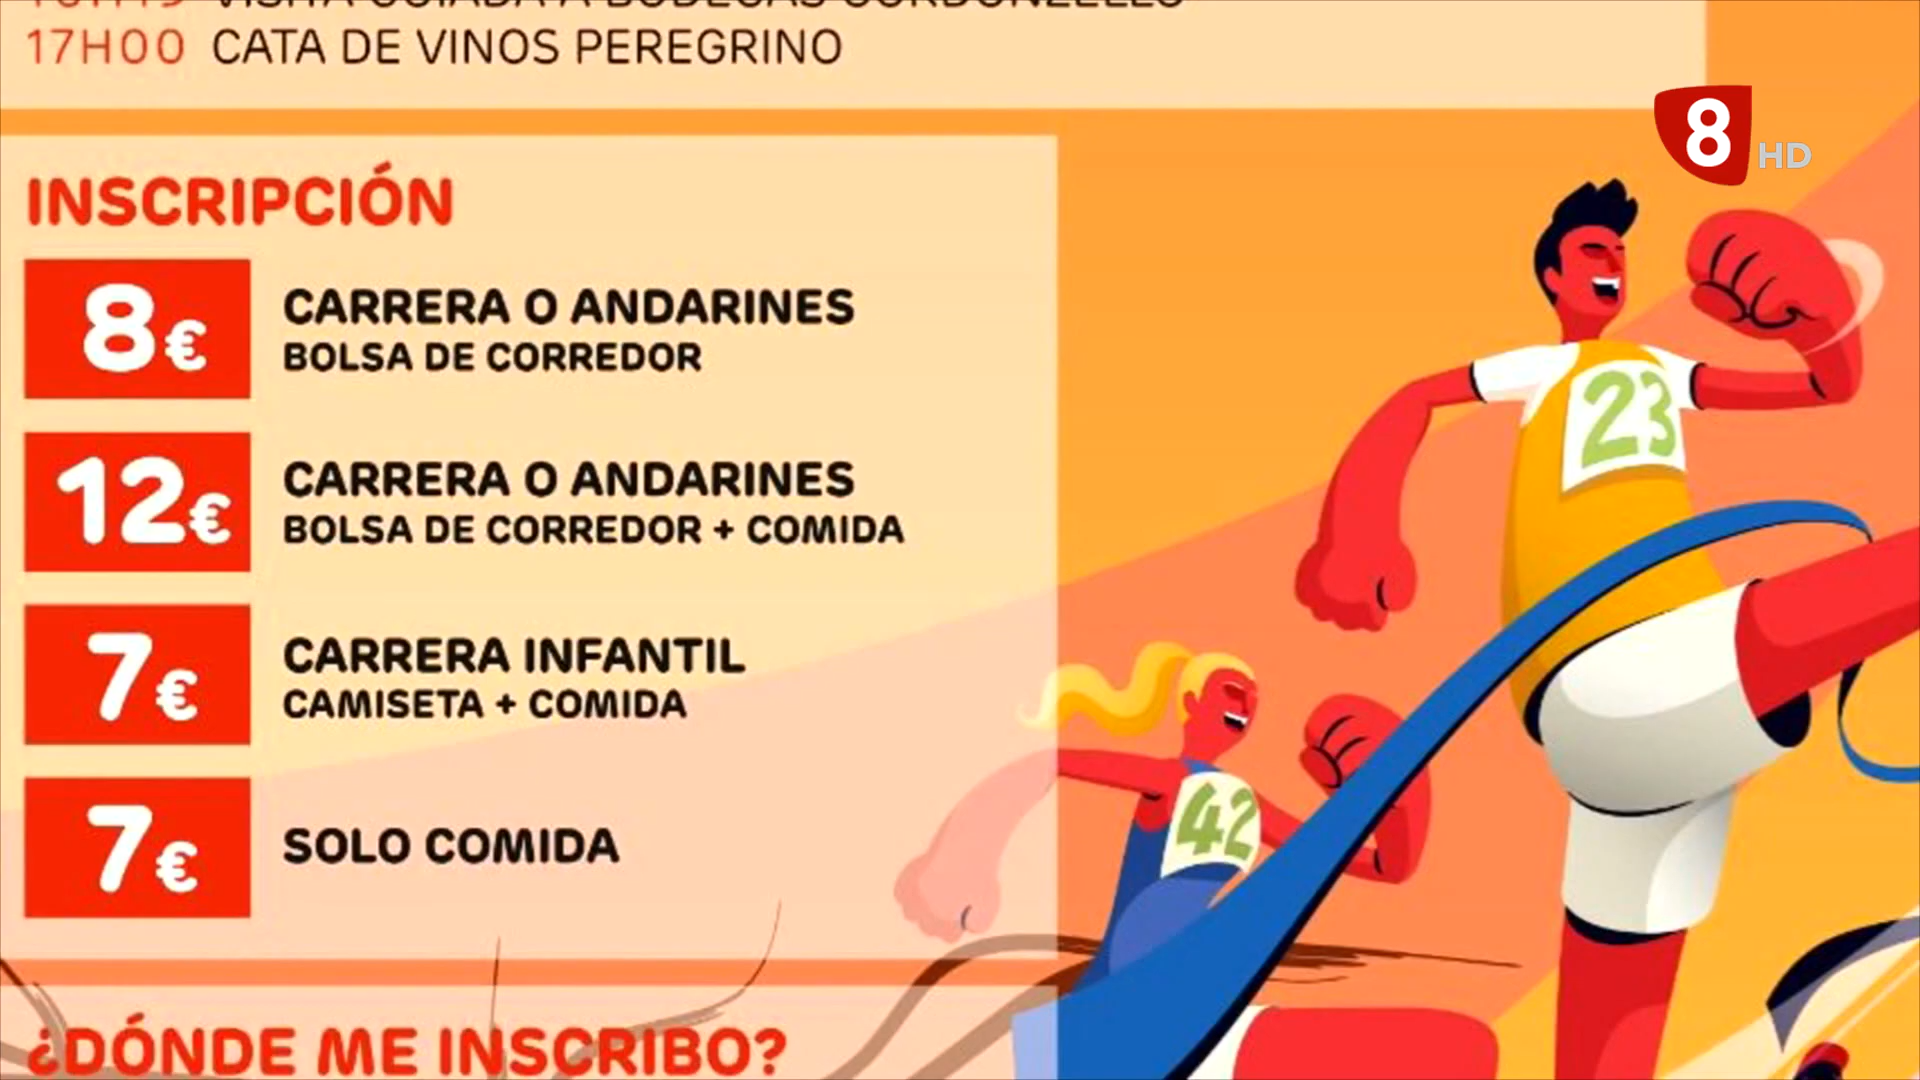 17H00 CATA DE VINOS PEREGRINO
8 HD
INSCRIPCIÓN
8€ CARRERA O ANDARINES
BOLSA DE CORREDOR
12€ CARRERA O ANDARINES
BOLSA DE CORREDOR + COMIDA
7€ CARRERA INFANTIL
CAMISETA + COMIDA
7€ SOLO COMIDA
23
42
¿DÓNDE ME INSCRIBO?